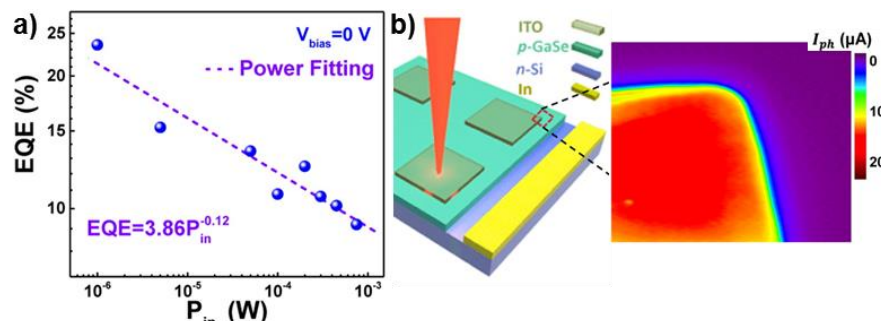 a)
V_bias=0 V
Power Fitting
EQE=3.86P_in^-0.12
EQE (%)
25
20
15
10
10^-6
10^-5
10^-4
10^-3
P_in (W)
b)
ITO
p-GaSe
n-Si
In
I_ph (μA)
0
10
20